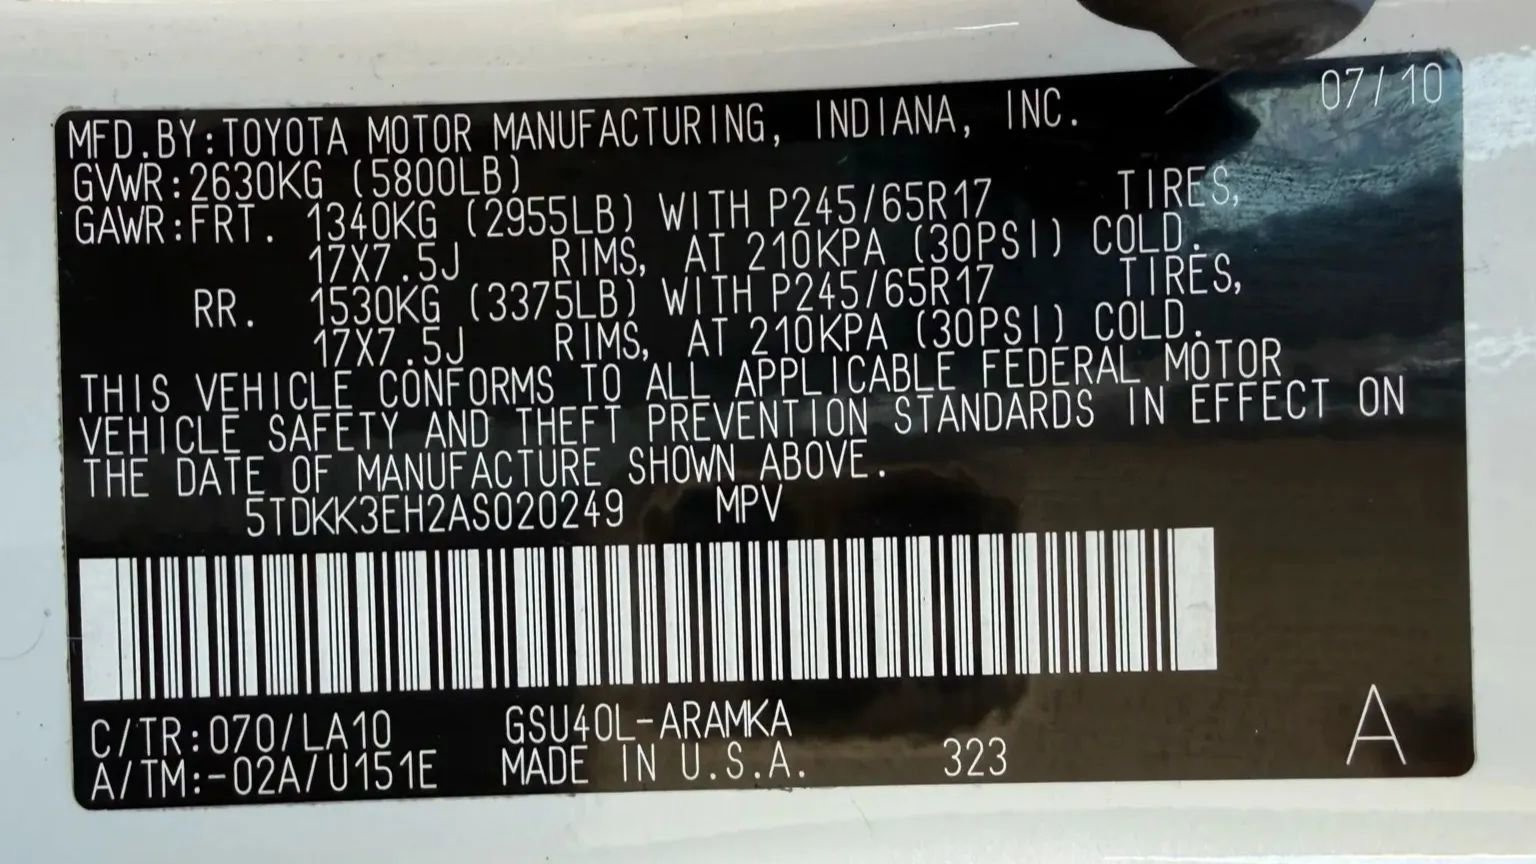 07/10
MFD.BY:TOYOTA MOTOR MANUFACTURING, INDIANA, INC.
GVWR:2630KG (5800LB)
GAWR:FRT. 1340KG (2955LB) WITH P245/65R17 TIRES,
17X7.5J RIMS, AT 210KPA (30PSI) COLD.
RR. 1530KG (3375LB) WITH P245/65R17 TIRES,
17X7.5J RIMS, AT 210KPA (30PSI) COLD.
THIS VEHICLE CONFORMS TO ALL APPLICABLE FEDERAL MOTOR
VEHICLE SAFETY AND THEFT PREVENTION STANDARDS IN EFFECT ON
THE DATE OF MANUFACTURE SHOWN ABOVE.
5TDKK3EH2AS020249 MPV
C/TR:070/LA10 GSU40L-ARAMKA
A/TM:-02A/U151E MADE IN U.S.A. 323 A